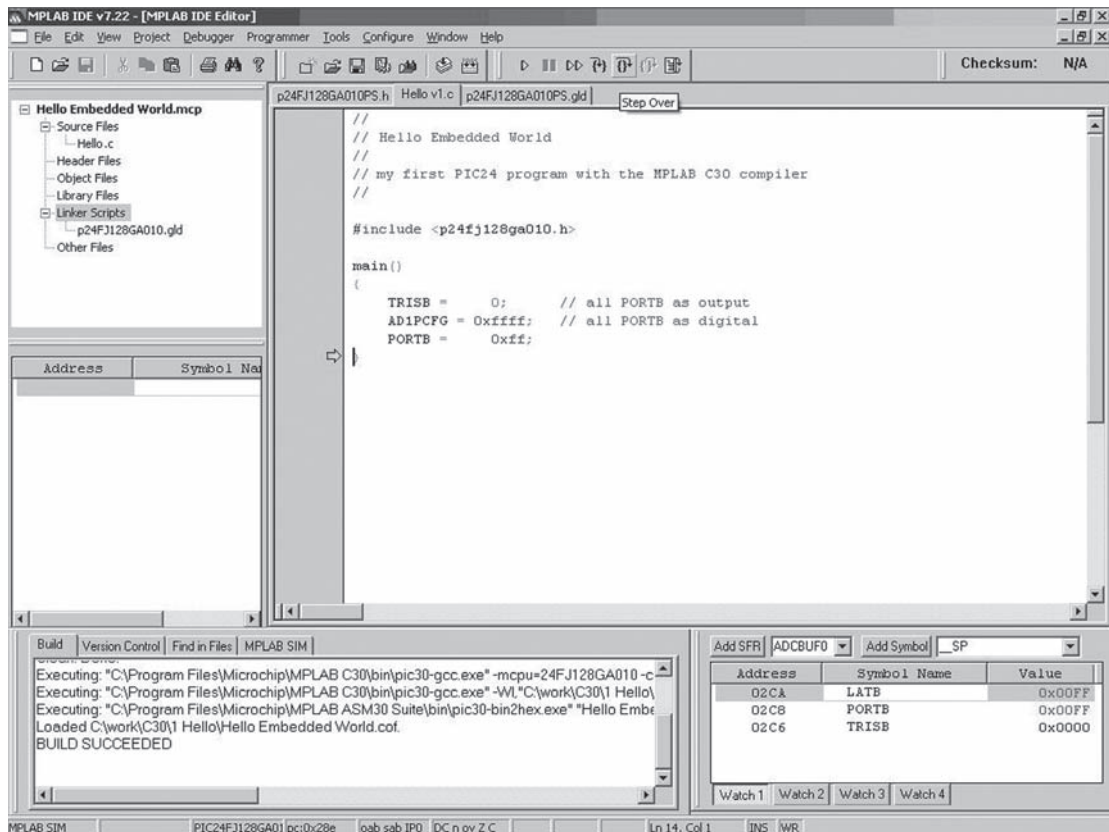 MPLAB IDE v7.22 - [MPLAB IDE Editor]
File Edit View Project Debugger Programmer Tools Configure Window Help
Checksum: N/A
Hello Embedded World.mcp
Source Files
Hello.c
Header Files
Object Files
Library Files
Linker Scripts
p24FJ128GA010.gld
Other Files
Address Symbol Na
p24FJ128GA010PS.h Hello v1.c p24FJ128GA010PS.gld
Step Over
//
// Hello Embedded World
//
// my first PIC24 program with the MPLAB C30 compiler
//
#include <p24fj128ga010.h>
main()
{
TRISB = 0; // all PORTB as output
AD1PCFG = 0xffff; // all PORTB as digital
PORTB = 0xff;
}
Build Version Control Find in Files MPLAB SIM
Executing: "C:\Program Files\Microchip\MPLAB C30\bin\pic30-gcc.exe" -mcpu=24FJ128GA010 -c
Executing: "C:\Program Files\Microchip\MPLAB C30\bin\pic30-gcc.exe" -Wl,"C:\work\C30\1 Hello\
Executing: "C:\Program Files\Microchip\MPLAB ASM30 Suite\bin\pic30-bin2hex.exe" "Hello Embe
Loaded C:\work\C30\1 Hello\Hello Embedded World.cof.
BUILD SUCCEEDED
Add SFR ADCBUF0 Add Symbol __SP
Address Symbol Name Value
02CA LATB 0x00FF
02C8 PORTB 0x00FF
02C6 TRISB 0x0000
Watch 1 Watch 2 Watch 3 Watch 4
MPLAB SIM PIC24FJ128GA01 pc:0x28e oab sab IP0 DC n ov Z C Ln 14, Col 1 INS WR